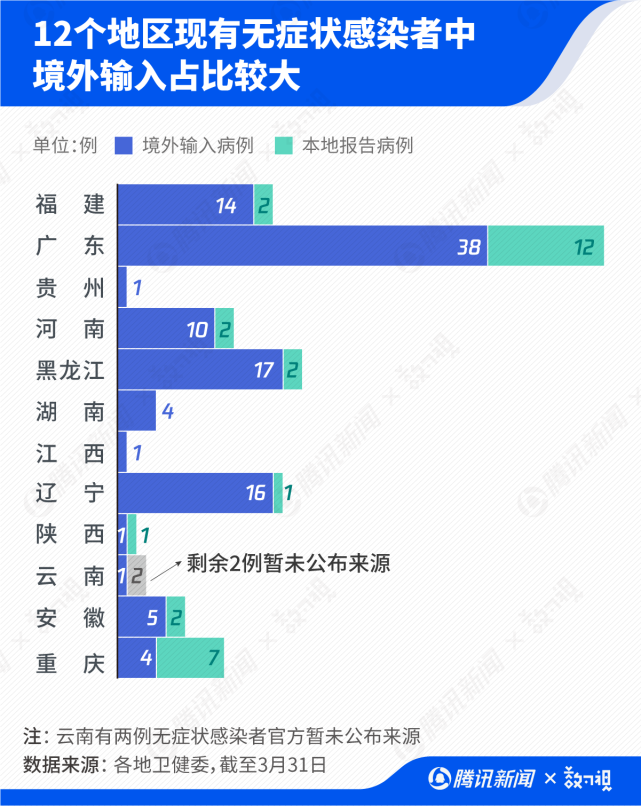 12个地区现有无症状感染者中
境外输入占比较大
单位:例 境外输入病例 本地报告病例
福建 14 2
广东 38 12
贵州 1
河南 10 2
黑龙江 17 2
湖南 4
江西 1
辽宁 16 1
陕西 1 1
云南 1 2 剩余2例暂未公布来源
安徽 5 2
重庆 4 7
注：云南有两例无症状感染者官方暂未公布来源
数据来源：各地卫健委，截至3月31日
腾讯新闻 × 数可视